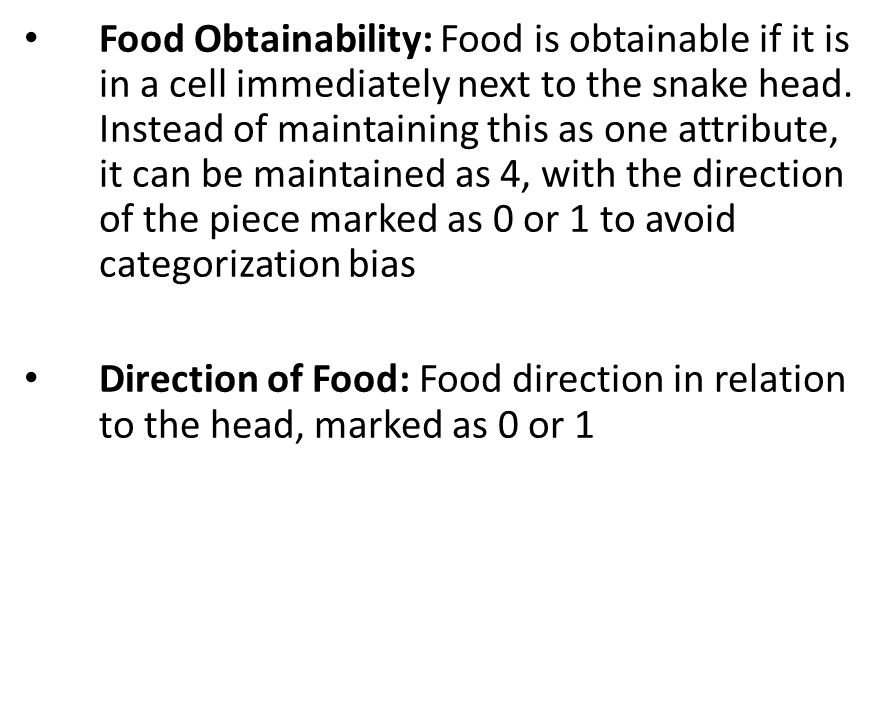 • Food Obtainability: Food is obtainable if it is
in a cell immediately next to the snake head.
Instead of maintaining this as one attribute,
it can be maintained as 4, with the direction
of the piece marked as 0 or 1 to avoid
categorization bias
• Direction of Food: Food direction in relation
to the head, marked as 0 or 1